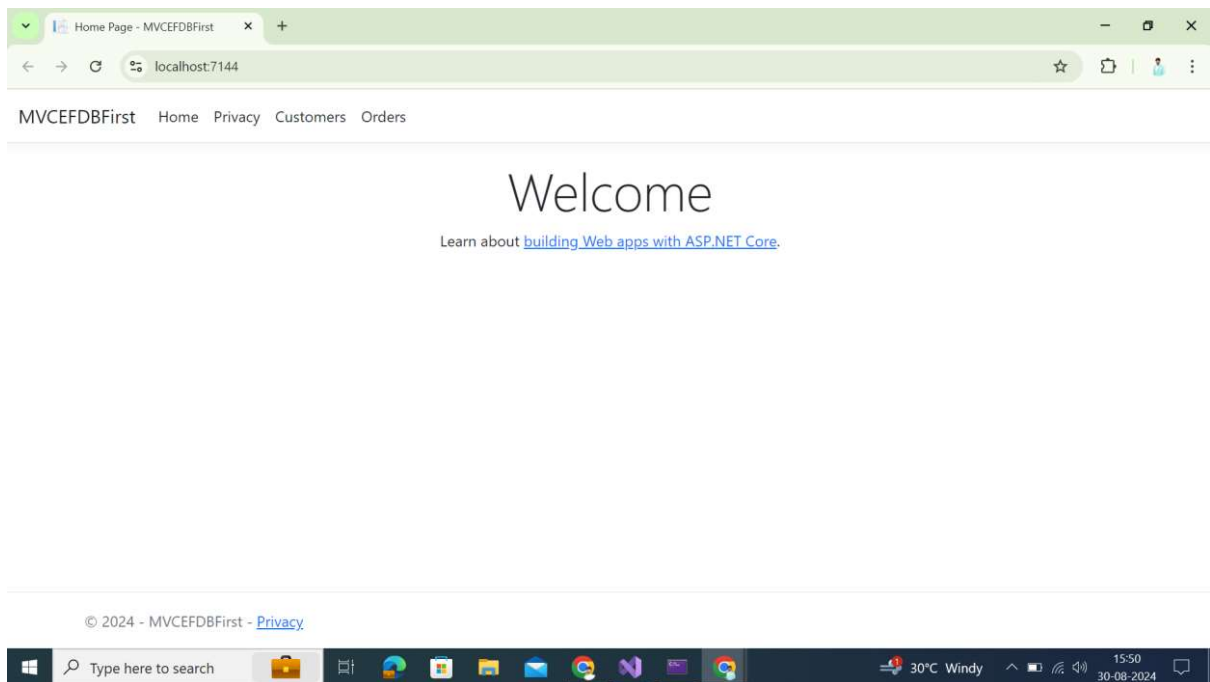 Home Page - MVCEFDBFirst
localhost:7144
MVCEFDBFirst Home Privacy Customers Orders
Welcome
Learn about building Web apps with ASP.NET Core.
© 2024 - MVCEFDBFirst - Privacy
Type here to search
30°C Windy
15:50
30-08-2024